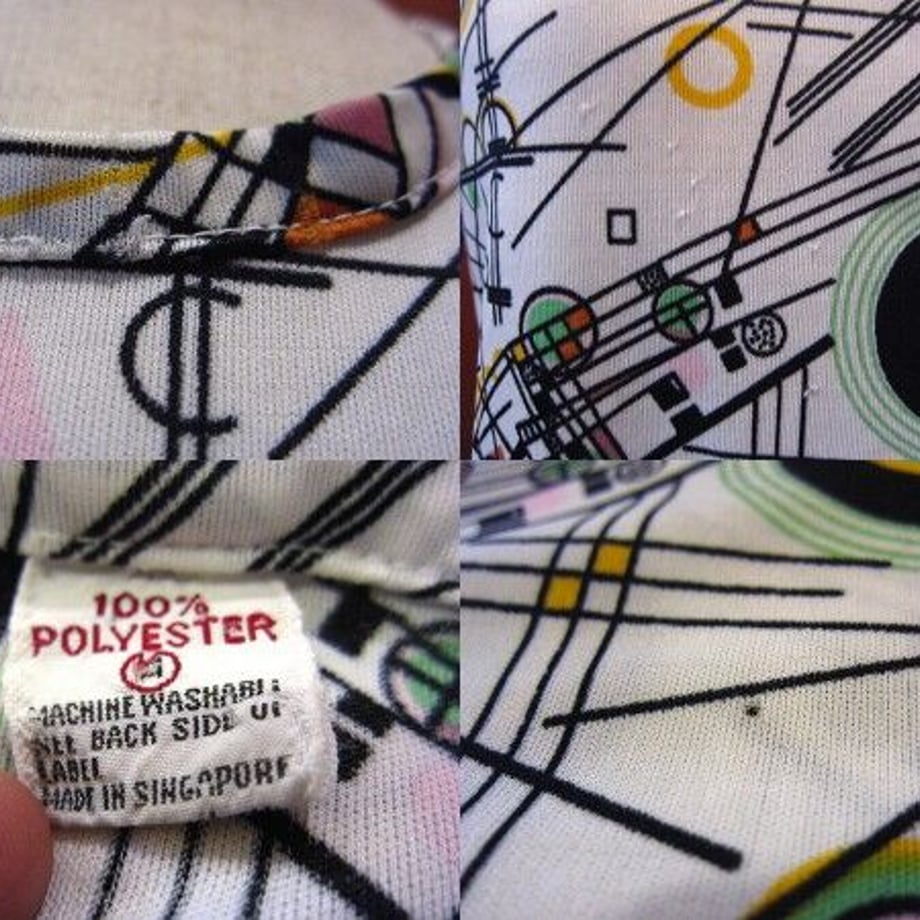 100%
POLYESTER
MACHINE WASHABLE
SEE BACK SIDE OF
LABEL
MADE IN SINGAPORE